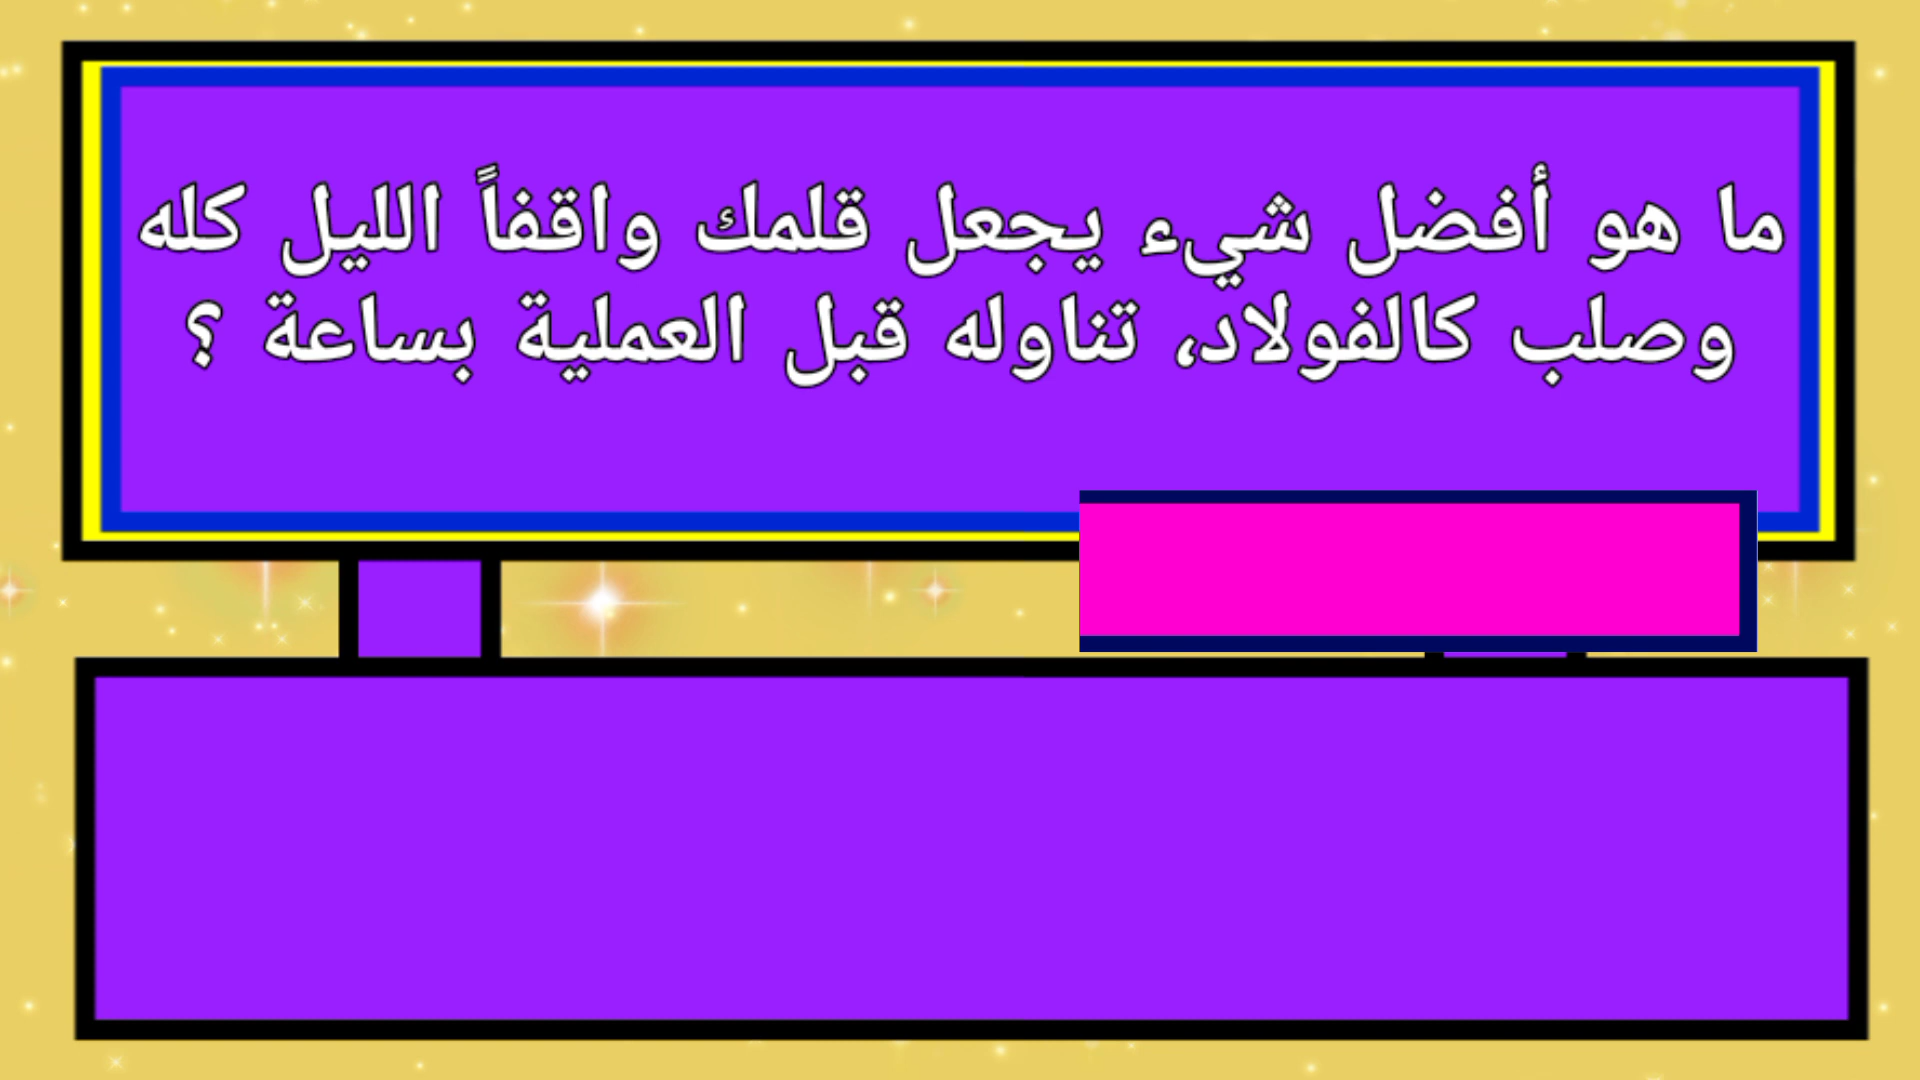 ما هو أفضل شيء يجعل قلمك واقفاً الليل كله
وصلب كالفولاد، تناوله قبل العملية بساعة ؟